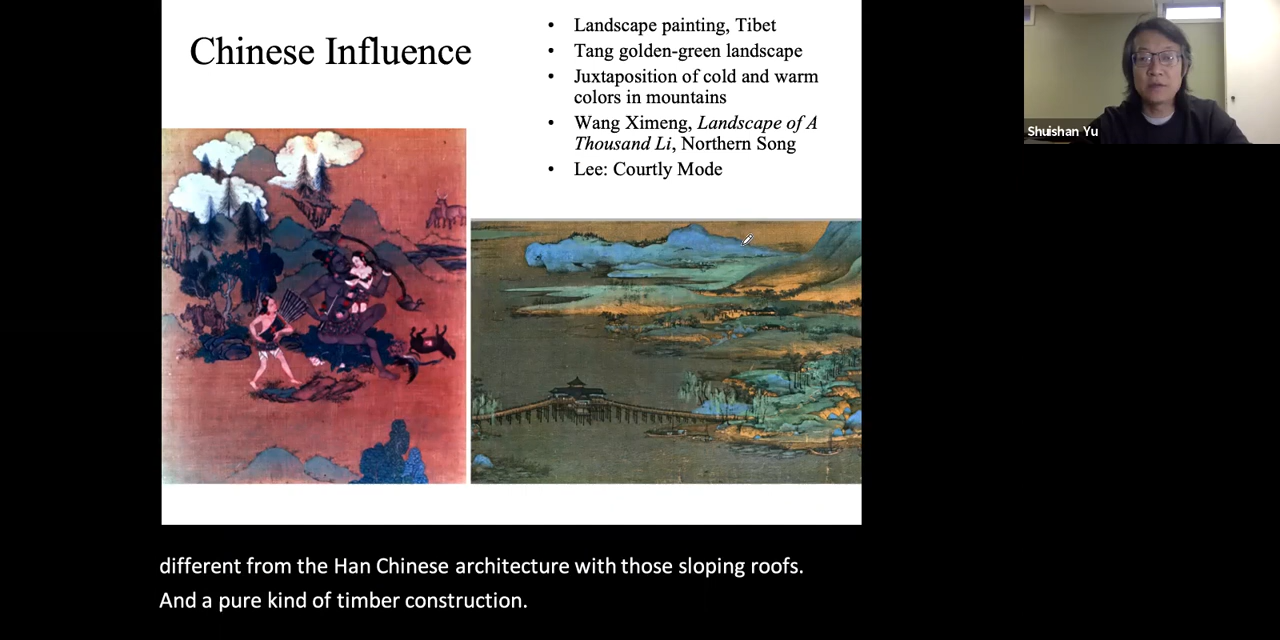 Chinese Influence
• Landscape painting, Tibet
• Tang golden-green landscape
• Juxtaposition of cold and warm
colors in mountains
• Wang Ximeng, Landscape of A
Thousand Li, Northern Song
• Lee: Courtly Mode
Shuishan Yu
different from the Han Chinese architecture with those sloping roofs.
And a pure kind of timber construction.